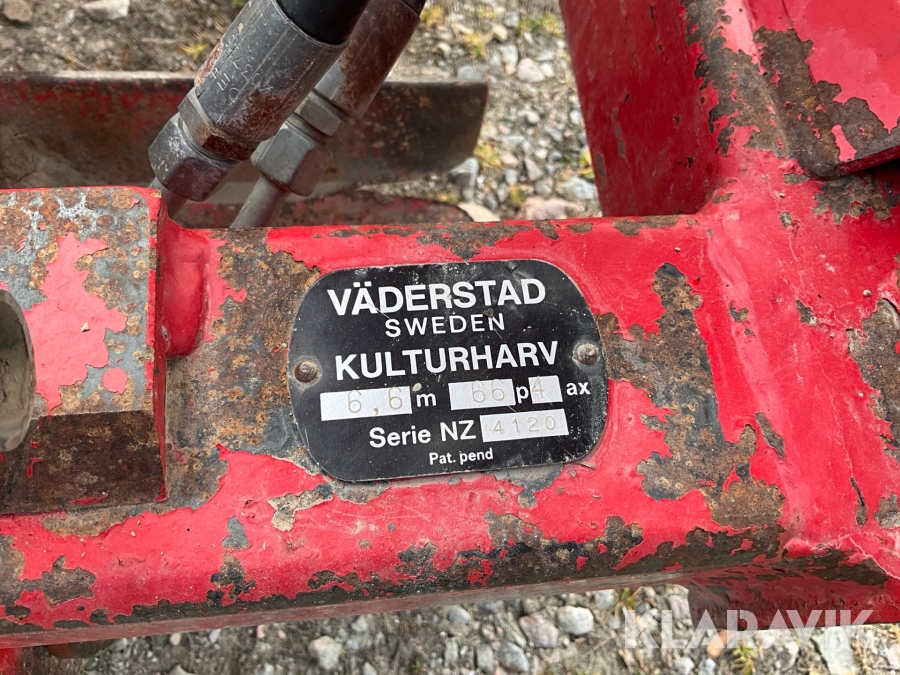 VÄDERSTAD
SWEDEN
KULTURHARV
6,6 m 66 p 4 ax
Serie NZ 4120
Pat. pend
KLARAVIK